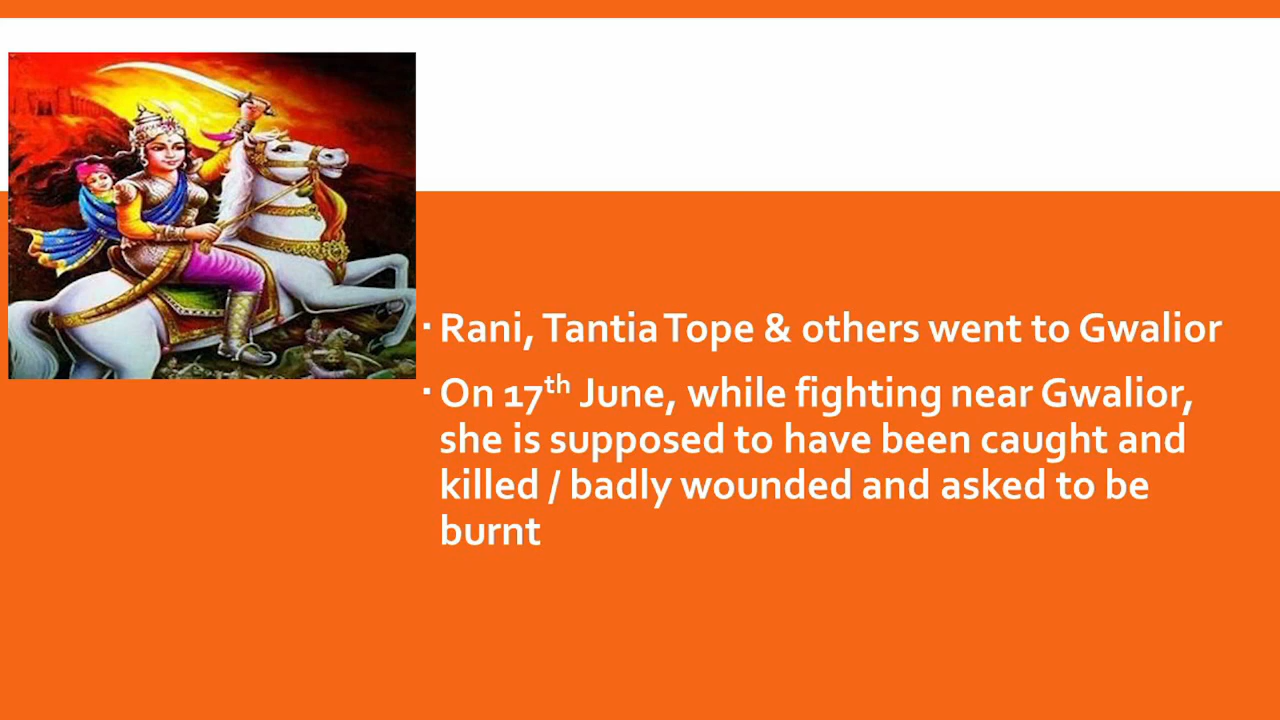 ▪ Rani, Tantia Tope & others went to Gwalior
▪ On 17th June, while fighting near Gwalior,
she is supposed to have been caught and
killed / badly wounded and asked to be
burnt